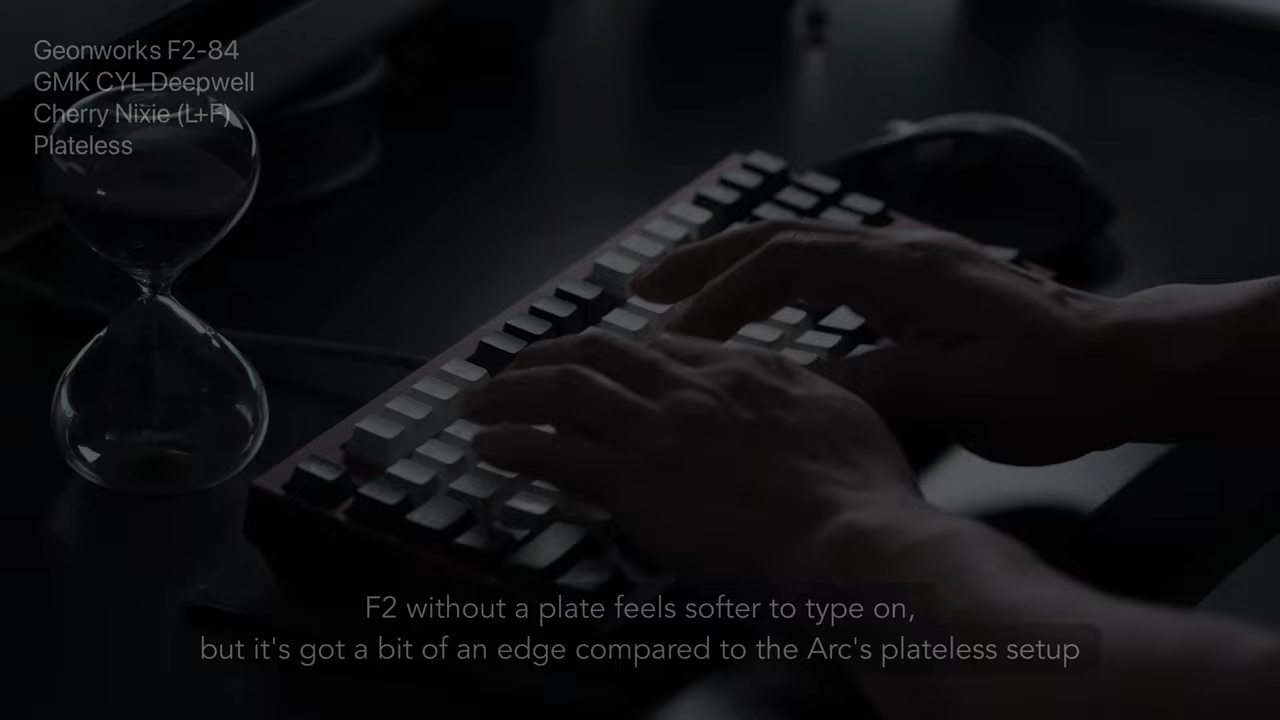 Geonworks F2-84
GMK CYL Deepwell
Cherry Nixie (L+F)
Plateless
F2 without a plate feels softer to type on,
but it's got a bit of an edge compared to the Arc's plateless setup